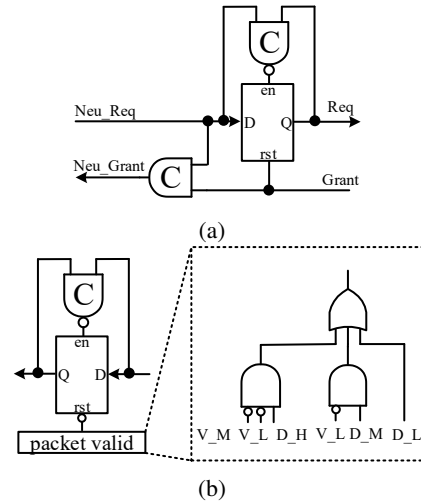 C
en
Neu_Req
D
Q
Req
rst
Neu_Grant
C
Grant
(a)
C
en
Q
D
rst
packet valid
V_M V_L D_H V_L D_M D_L
(b)